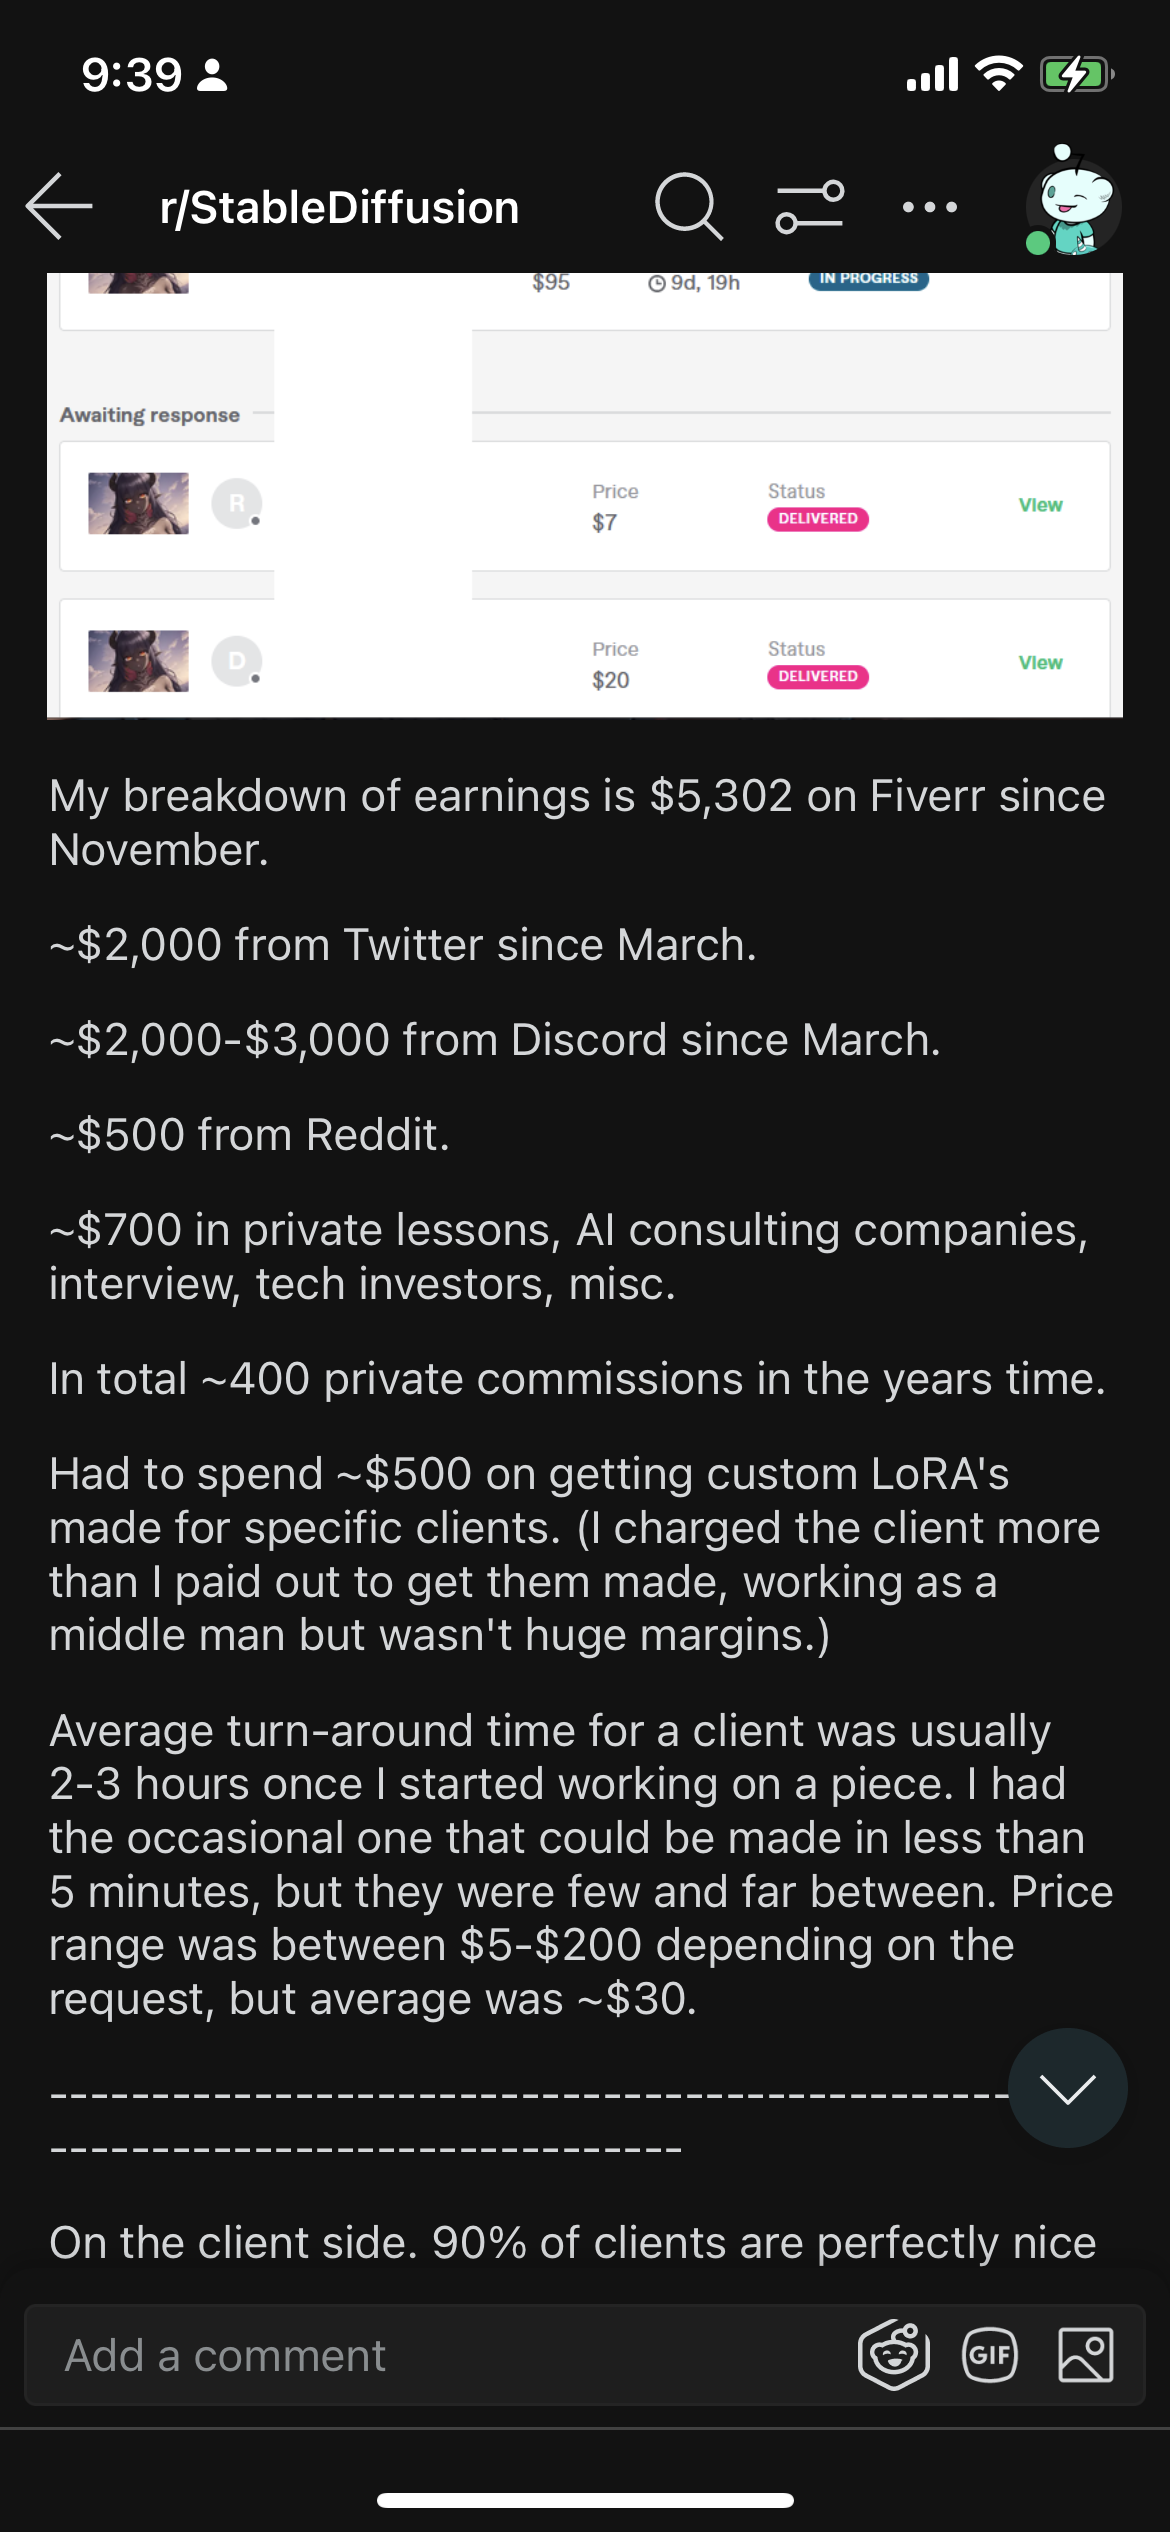 9:39
r/StableDiffusion
$95 9d, 19h IN PROGRESS
Awaiting response
R Price Status View
$7 DELIVERED
D Price Status View
$20 DELIVERED
My breakdown of earnings is $5,302 on Fiverr since
November.
~$2,000 from Twitter since March.
~$2,000-$3,000 from Discord since March.
~$500 from Reddit.
~$700 in private lessons, AI consulting companies,
interview, tech investors, misc.
In total ~400 private commissions in the years time.
Had to spend ~$500 on getting custom LoRA's
made for specific clients. (I charged the client more
than I paid out to get them made, working as a
middle man but wasn't huge margins.)
Average turn-around time for a client was usually
2-3 hours once I started working on a piece. I had
the occasional one that could be made in less than
5 minutes, but they were few and far between. Price
range was between $5-$200 depending on the
request, but average was ~$30.
-----------------------------------------------
-------------------------------
On the client side. 90% of clients are perfectly nice
Add a comment GIF